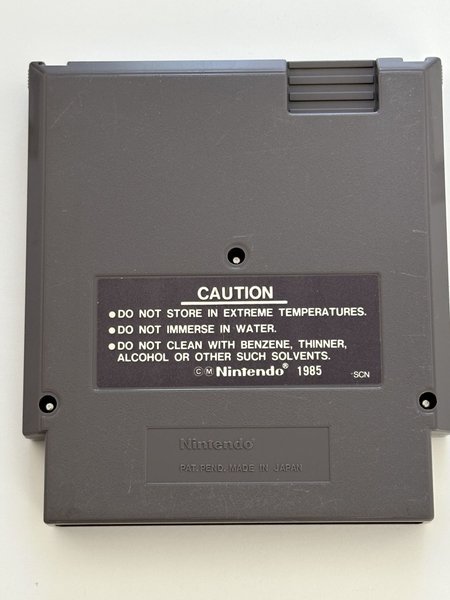 CAUTION
●DO NOT STORE IN EXTREME TEMPERATURES.
●DO NOT IMMERSE IN WATER.
●DO NOT CLEAN WITH BENZENE, THINNER,
ALCOHOL OR OTHER SUCH SOLVENTS.
ⒸⓂNintendo® 1985 *SCN
Nintendo®
PAT. PEND. MADE IN JAPAN